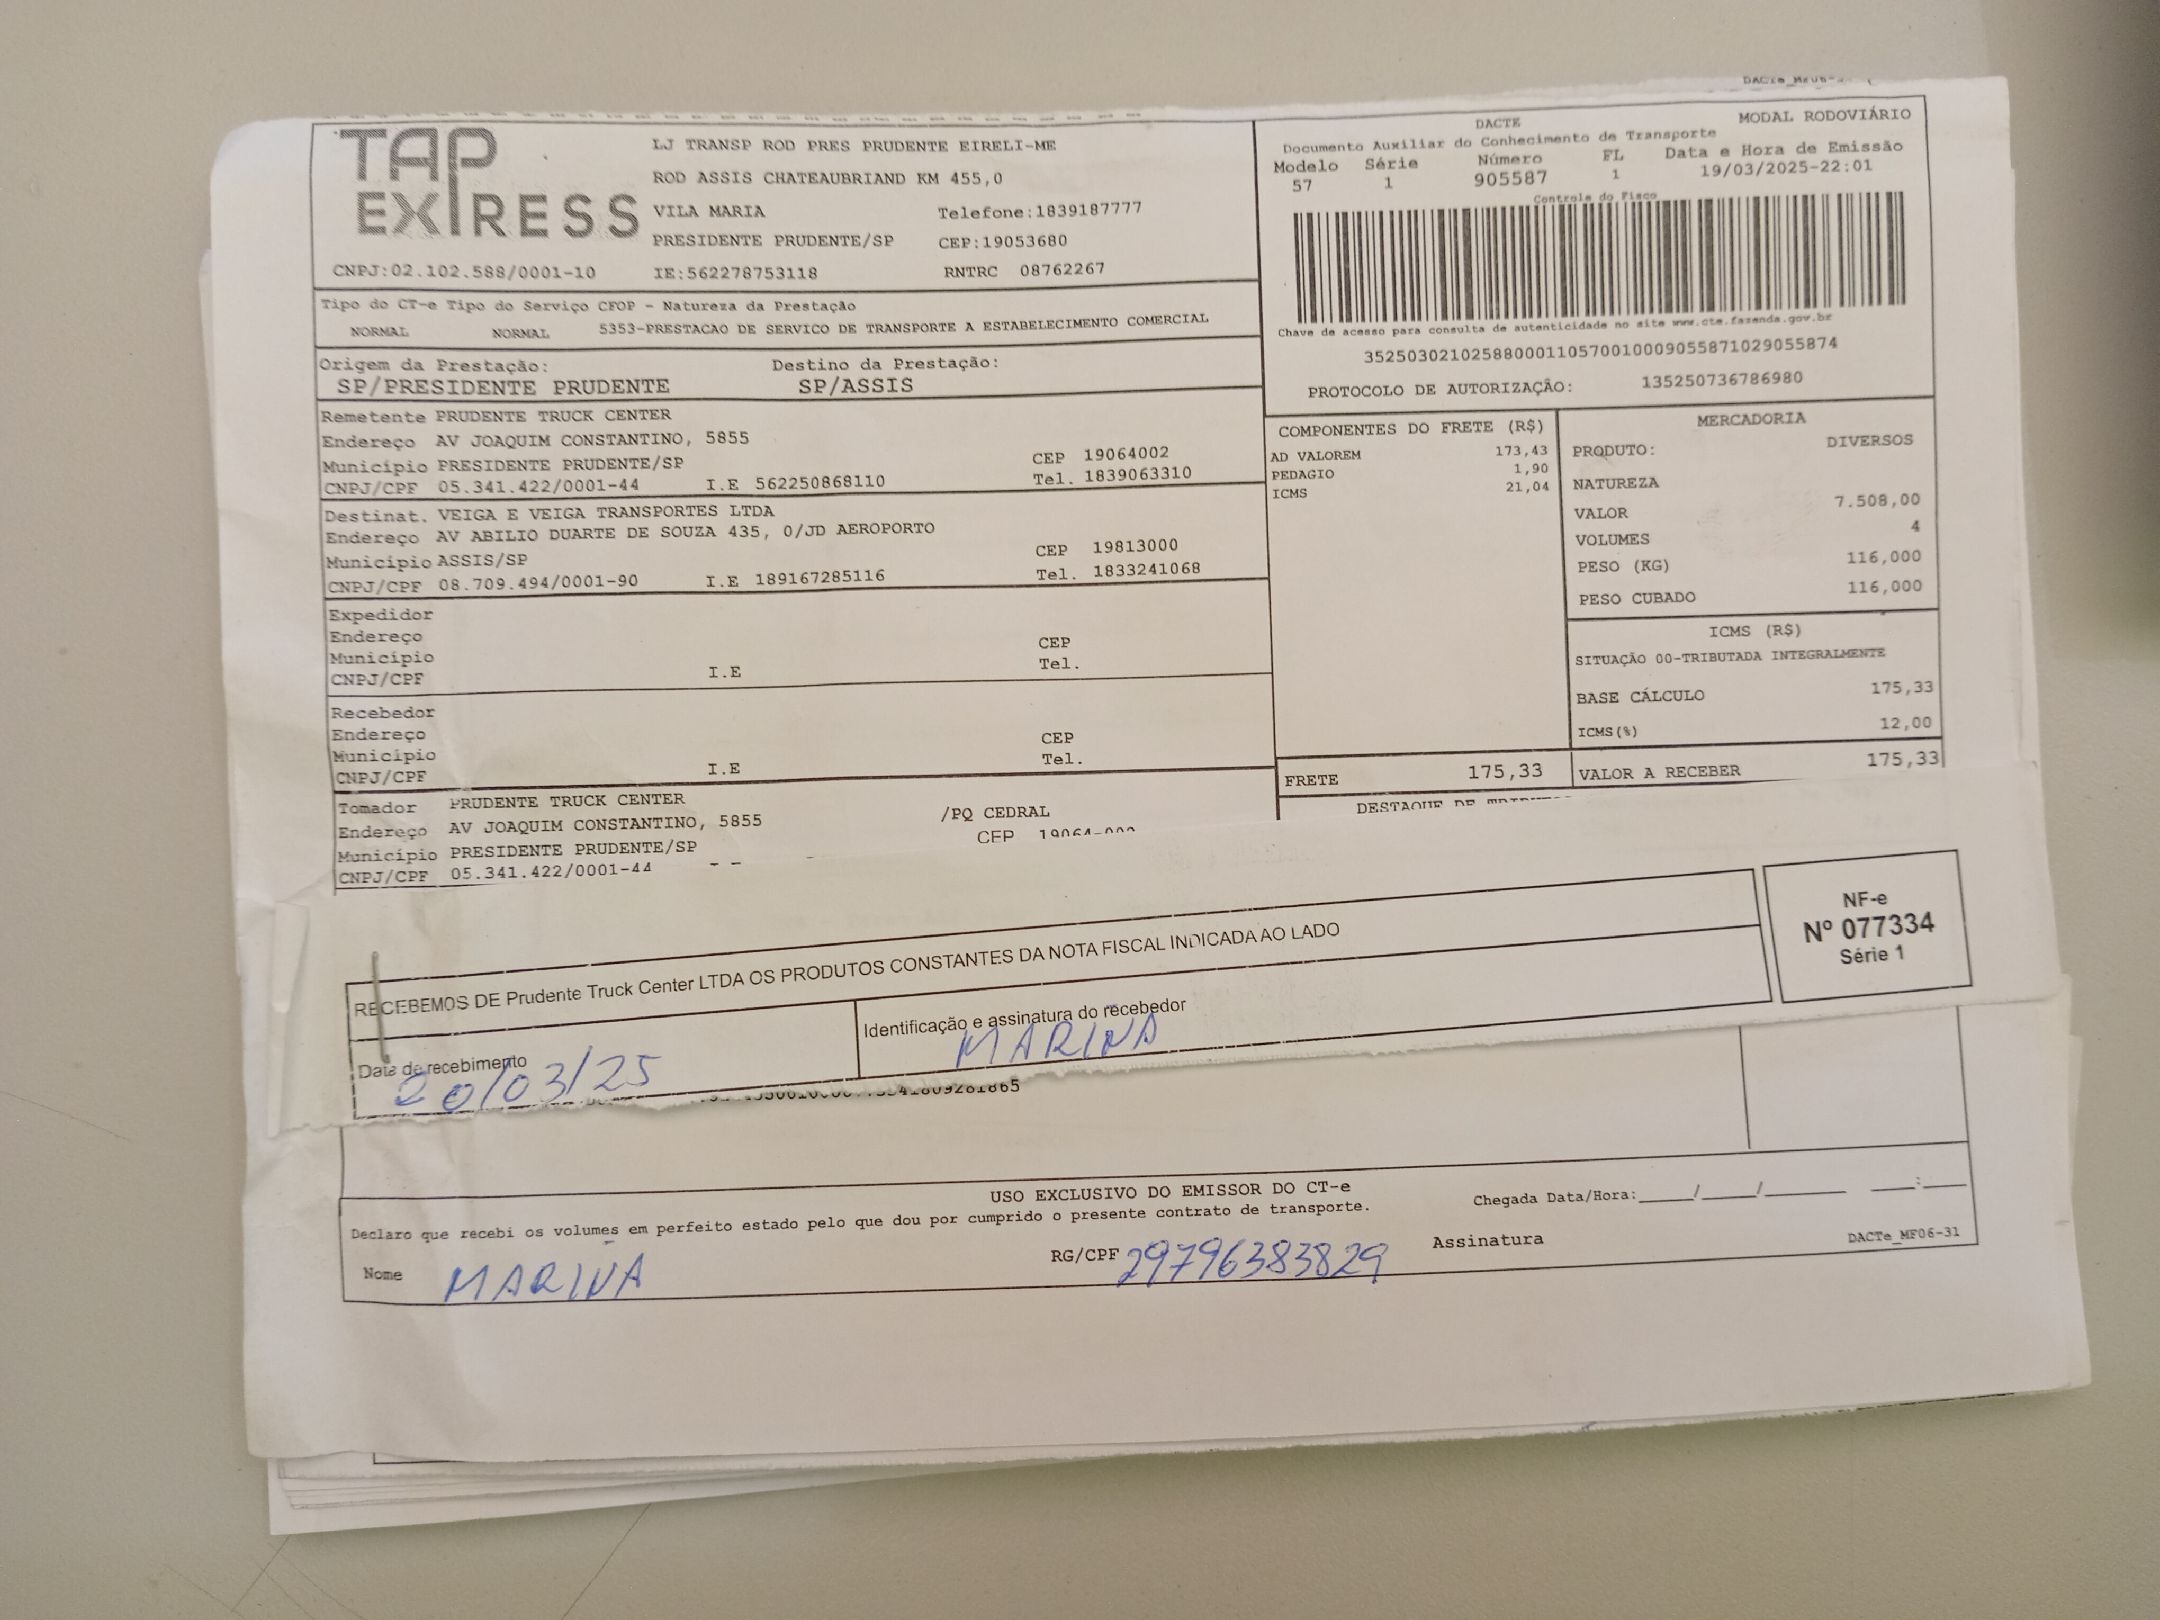 TAP
EXPRESS
LJ TRANSP ROD PRES PRUDENTE EIRELI-ME
ROD ASSIS CHATEAUBRIAND KM 455,0
VILA MARIA Telefone:1839187777
PRESIDENTE PRUDENTE/SP CEP:19053680
CNPJ:02.102.588/0001-10 IE:562278753118 RNTRC 08762267
DACTE MODAL RODOVIÁRIO
Documento Auxiliar do Conhecimento de Transporte
Modelo Série Número FL Data e Hora de Emissão
57 1 905587 1 19/03/2025-22:01
Controle do Fisco
Chave de acesso para consulta de autenticidade no site www.cte.fazenda.gov.br
35250302102588000110570010009055871029055874
PROTOCOLO DE AUTORIZAÇÃO: 135250736786980
Tipo do CT-e Tipo do Serviço CFOP - Natureza da Prestação
NORMAL NORMAL 5353-PRESTACAO DE SERVICO DE TRANSPORTE A ESTABELECIMENTO COMERCIAL
Origem da Prestação: Destino da Prestação:
SP/PRESIDENTE PRUDENTE SP/ASSIS
Remetente PRUDENTE TRUCK CENTER
Endereço AV JOAQUIM CONSTANTINO, 5855
Município PRESIDENTE PRUDENTE/SP CEP 19064002
CNPJ/CPF 05.341.422/0001-44 I.E 562250868110 Tel. 1839063310
Destinat. VEIGA E VEIGA TRANSPORTES LTDA
Endereço AV ABILIO DUARTE DE SOUZA 435, 0/JD AEROPORTO
Município ASSIS/SP CEP 19813000
CNPJ/CPF 08.709.494/0001-90 I.E 189167285116 Tel. 1833241068
Expedidor
Endereço
Município CEP
CNPJ/CPF I.E Tel.
Recebedor
Endereço
Município CEP
CNPJ/CPF I.E Tel.
Tomador PRUDENTE TRUCK CENTER
Endereço AV JOAQUIM CONSTANTINO, 5855 /PQ CEDRAL
Município PRESIDENTE PRUDENTE/SP CEP
CNPJ/CPF 05.341.422/0001-44
COMPONENTES DO FRETE (R$)
AD VALOREM 173,43
PEDAGIO 1,90
ICMS 21,04
FRETE 175,33
MERCADORIA
PRODUTO: DIVERSOS
NATUREZA
VALOR 7.508,00
VOLUMES 4
PESO (KG) 116,000
PESO CUBADO 116,000
ICMS (R$)
SITUAÇÃO 00-TRIBUTADA INTEGRALMENTE
BASE CÁLCULO 175,33
ICMS(%) 12,00
VALOR A RECEBER 175,33
DESTAQUE DE
RECEBEMOS DE Prudente Truck Center LTDA OS PRODUTOS CONSTANTES DA NOTA FISCAL INDICADA AO LADO
NF-e
Nº 077334
Série 1
Data de recebimento
20/03/25
Identificação e assinatura do recebedor
MARINA
USO EXCLUSIVO DO EMISSOR DO CT-e
Declaro que recebi os volumes em perfeito estado pelo que dou por cumprido o presente contrato de transporte.
Chegada Data/Hora:_____/_____/_______ ____:____
Nome MARINA RG/CPF 29796383829 Assinatura
DACTe_MF06-31